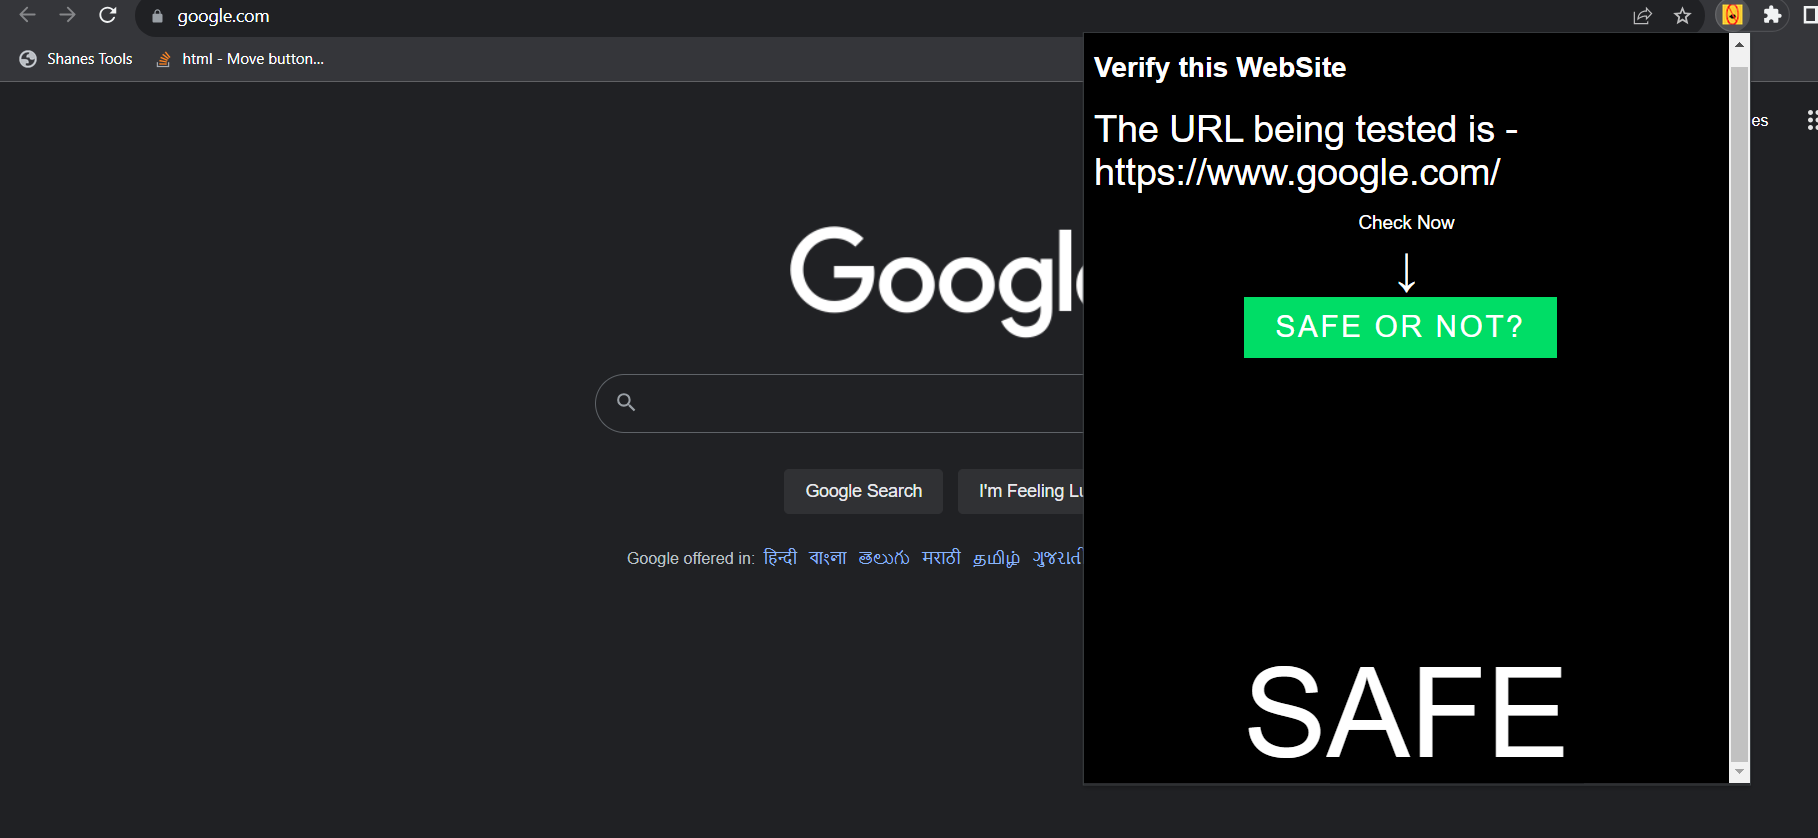 google.com
Shanes Tools html - Move button...
Verify this WebSite
The URL being tested is -
https://www.google.com/
Check Now
↓
SAFE OR NOT?
SAFE
es
Googl
Google Search I'm Feeling Lu
Google offered in: हिन्दी বাংলা తెలుగు मराठी தமிழ் ગુજરાતી